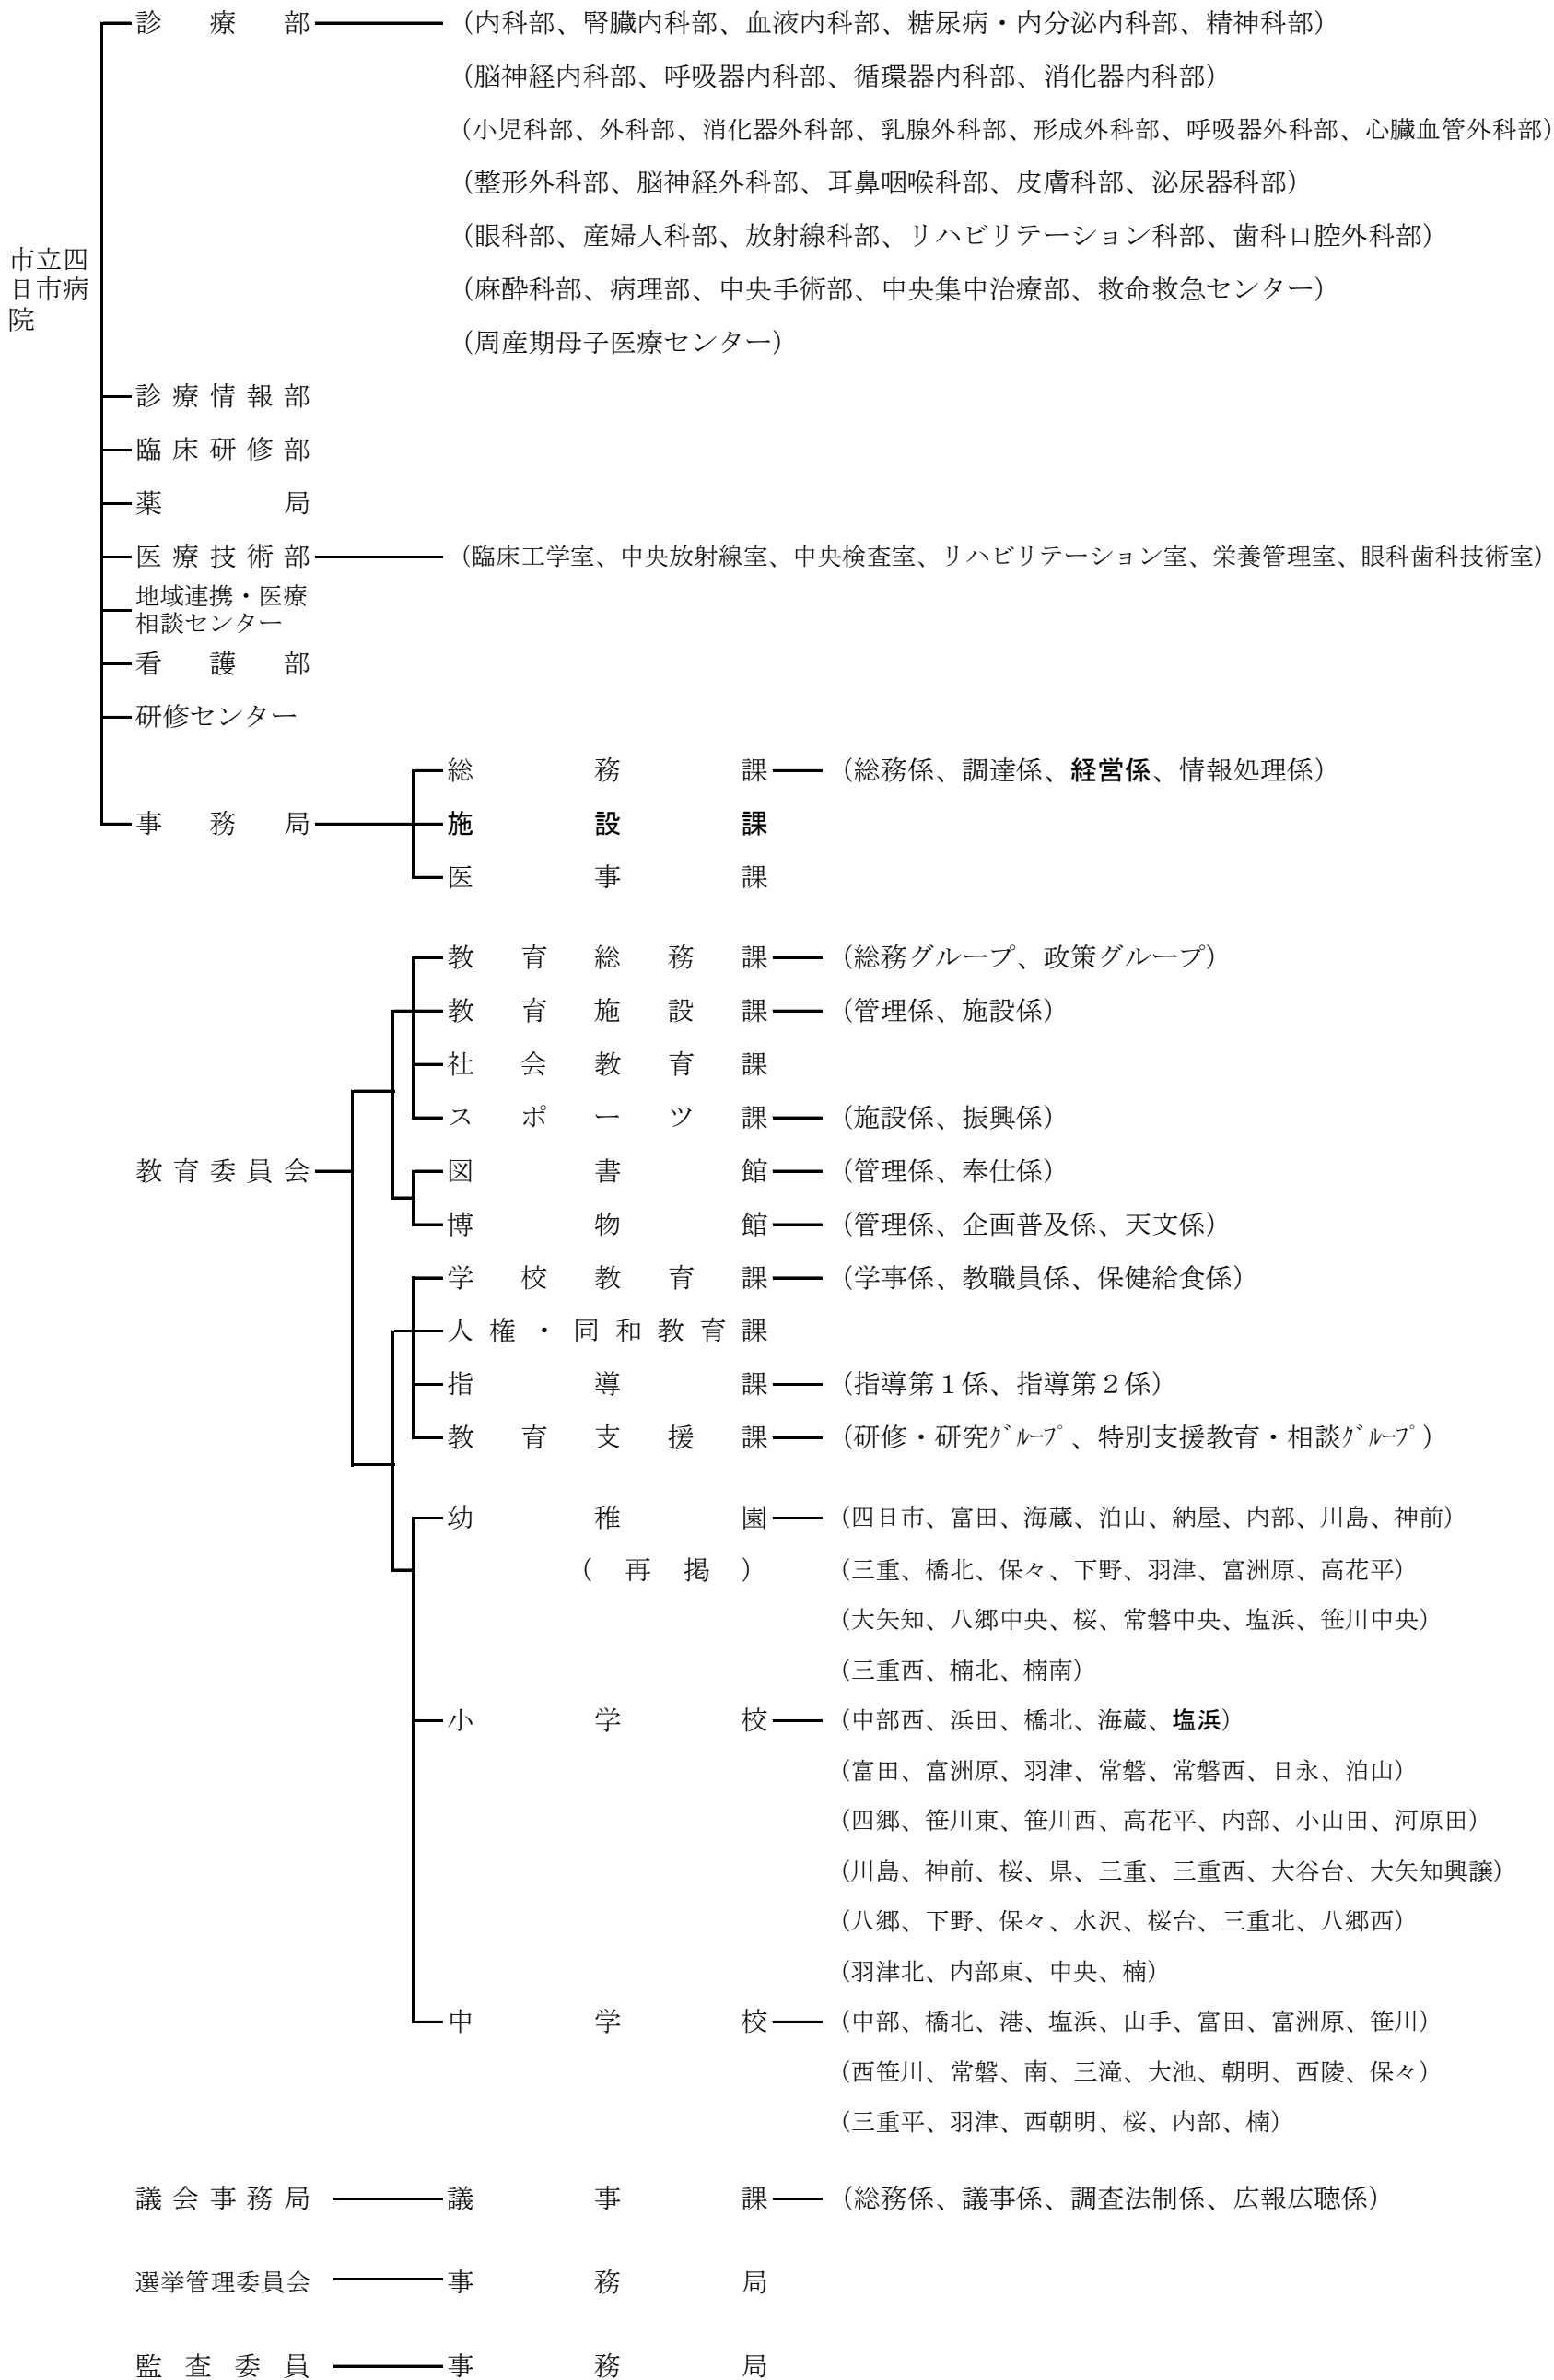 診療部 (内科部、腎臓内科部、血液内科部、糖尿病・内分泌内科部、精神科部)
(脳神経内科部、呼吸器内科部、循環器内科部、消化器内科部)
(小児科部、外科部、消化器外科部、乳腺外科部、形成外科部、呼吸器外科部、心臓血管外科部)
(整形外科部、脳神経外科部、耳鼻咽喉科部、皮膚科部、泌尿器科部)
(眼科部、産婦人科部、放射線科部、リハビリテーション科部、歯科口腔外科部)
市立四
日市病
院
(麻酔科部、病理部、中央手術部、中央集中治療部、救命救急センター)
(周産期母子医療センター)
診療情報部
臨床研修部
薬局
医療技術部 (臨床工学室、中央放射線室、中央検査室、リハビリテーション室、栄養管理室、眼科歯科技術室)
地域連携・医療
相談センター
看護部
研修センター
総務課 (総務係、調達係、経営係、情報処理係)
事務局 施設課
医事課
教育総務課 (総務グループ、政策グループ)
教育施設課 (管理係、施設係)
社会教育課
スポーツ課 (施設係、振興係)
教育委員会 図書館 (管理係、奉仕係)
博物館 (管理係、企画普及係、天文係)
学校教育課 (学事係、教職員係、保健給食係)
人権・同和教育課
指導課 (指導第1係、指導第2係)
教育支援課 (研修・研究ｸﾞﾙｰﾌﾟ、特別支援教育・相談ｸﾞﾙｰﾌﾟ)
幼稚園 (四日市、富田、海蔵、泊山、納屋、内部、川島、神前)
(再掲) (三重、橋北、保々、下野、羽津、富洲原、高花平)
(大矢知、八郷中央、桜、常磐中央、塩浜、笹川中央)
(三重西、楠北、楠南)
小学校 (中部西、浜田、橋北、海蔵、塩浜)
(富田、富洲原、羽津、常磐、常磐西、日永、泊山)
(四郷、笹川東、笹川西、高花平、内部、小山田、河原田)
(川島、神前、桜、県、三重、三重西、大谷台、大矢知興譲)
(八郷、下野、保々、水沢、桜台、三重北、八郷西)
(羽津北、内部東、中央、楠)
中学校 (中部、橋北、港、塩浜、山手、富田、富洲原、笹川)
(西笹川、常磐、南、三滝、大池、朝明、西陵、保々)
(三重平、羽津、西朝明、桜、内部、楠)
議会事務局 議事課 (総務係、議事係、調査法制係、広報広聴係)
選挙管理委員会 事務局
監査委員 事務局